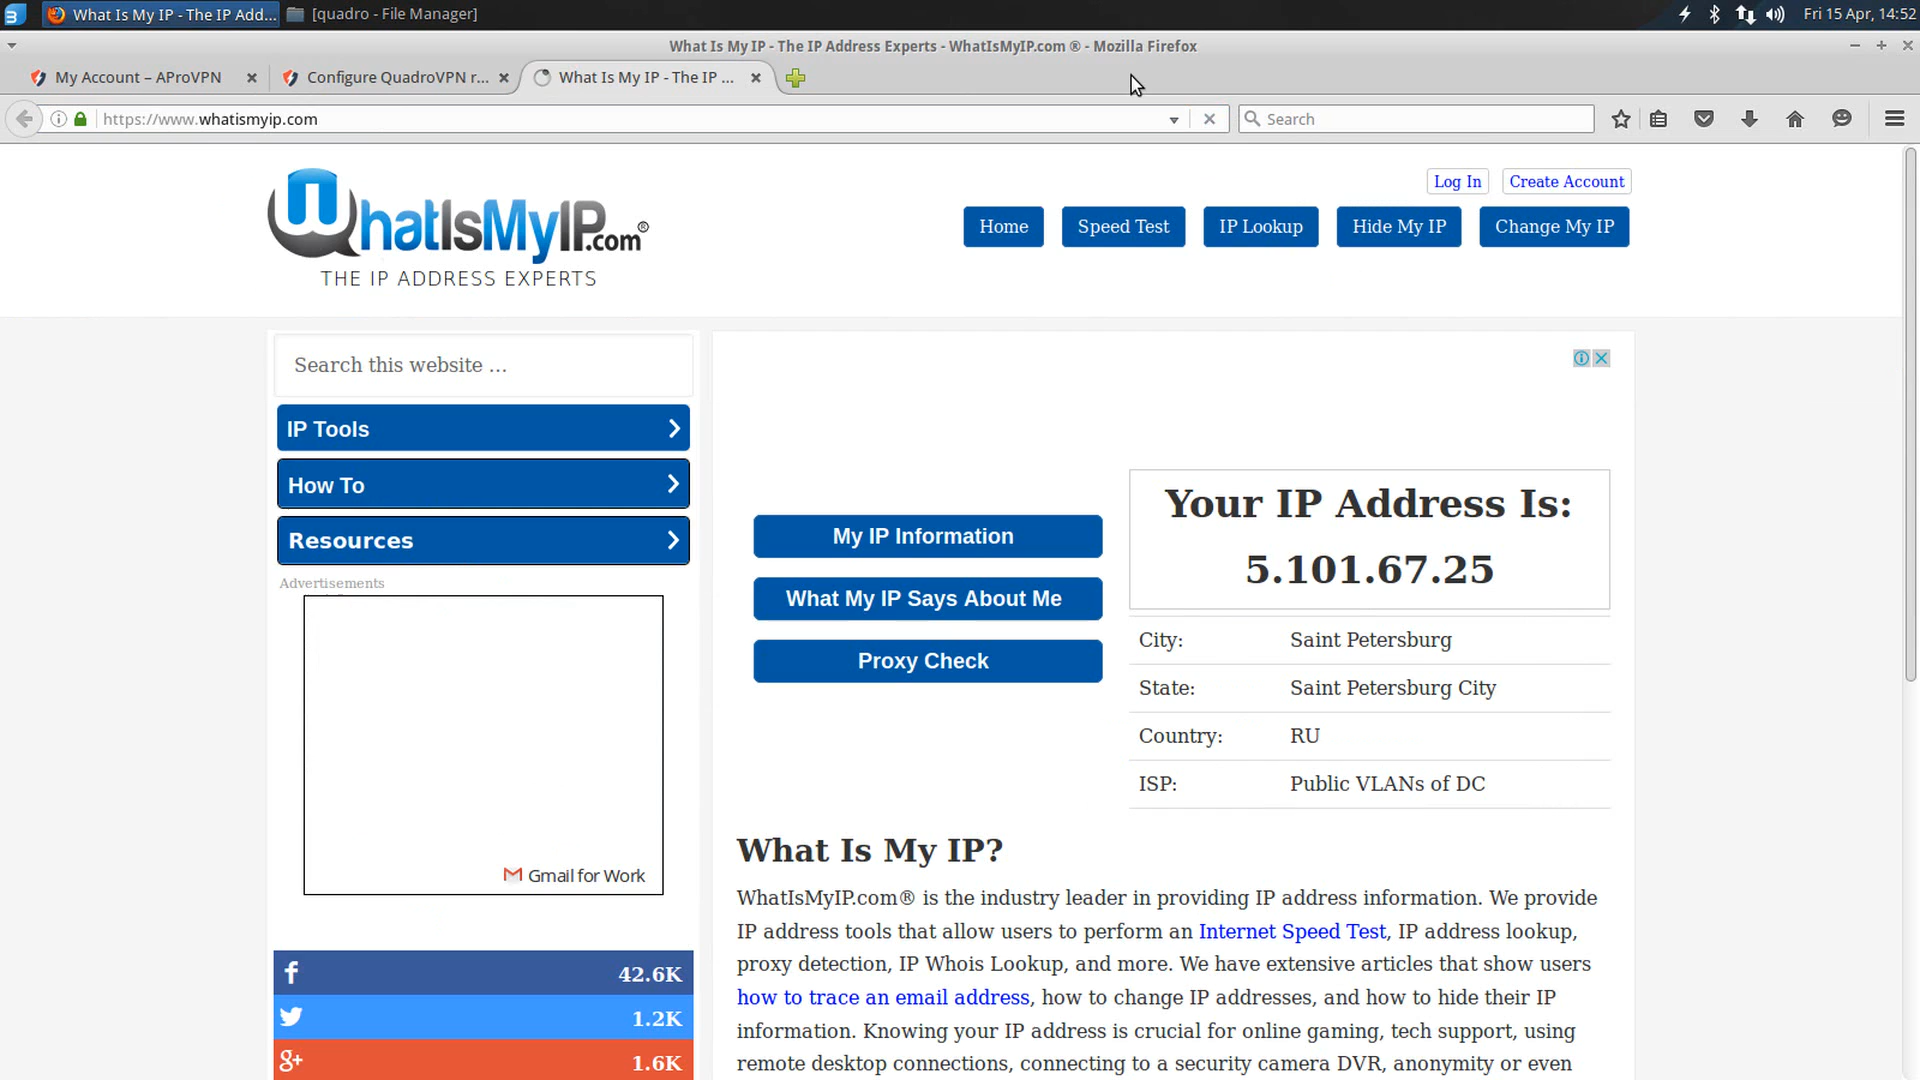 What Is My IP - The IP Add...
[quadro - File Manager]
Fri 15 Apr, 14:52
What Is My IP - The IP Address Experts - WhatIsMyIP.com ® - Mozilla Firefox
My Account – AProVPN
Configure QuadroVPN r...
What Is My IP - The IP ...
https://www.whatismyip.com
Search
WhatIsMyIP.com®
THE IP ADDRESS EXPERTS
Log In
Create Account
Home
Speed Test
IP Lookup
Hide My IP
Change My IP
Search this website ...
IP Tools
How To
Resources
Advertisements
Gmail for Work
42.6K
1.2K
1.6K
My IP Information
What My IP Says About Me
Proxy Check
Your IP Address Is:
5.101.67.25
City: Saint Petersburg
State: Saint Petersburg City
Country: RU
ISP: Public VLANs of DC
What Is My IP?
WhatIsMyIP.com® is the industry leader in providing IP address information. We provide
IP address tools that allow users to perform an Internet Speed Test, IP address lookup,
proxy detection, IP Whois Lookup, and more. We have extensive articles that show users
how to trace an email address, how to change IP addresses, and how to hide their IP
information. Knowing your IP address is crucial for online gaming, tech support, using
remote desktop connections, connecting to a security camera DVR, anonymity or even